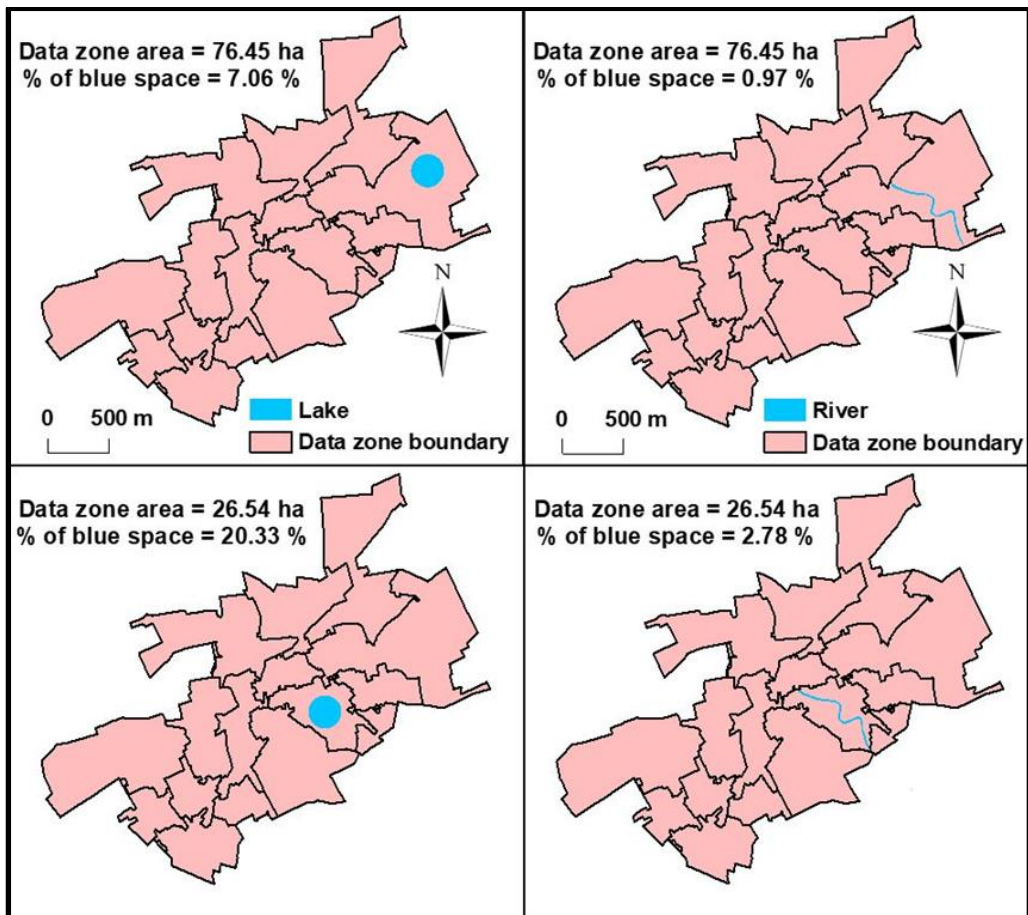 Data zone area = 76.45 ha
% of blue space = 7.06 %
N
0 500 m
Lake
Data zone boundary
Data zone area = 76.45 ha
% of blue space = 0.97 %
N
0 500 m
River
Data zone boundary
Data zone area = 26.54 ha
% of blue space = 20.33 %
Data zone area = 26.54 ha
% of blue space = 2.78 %